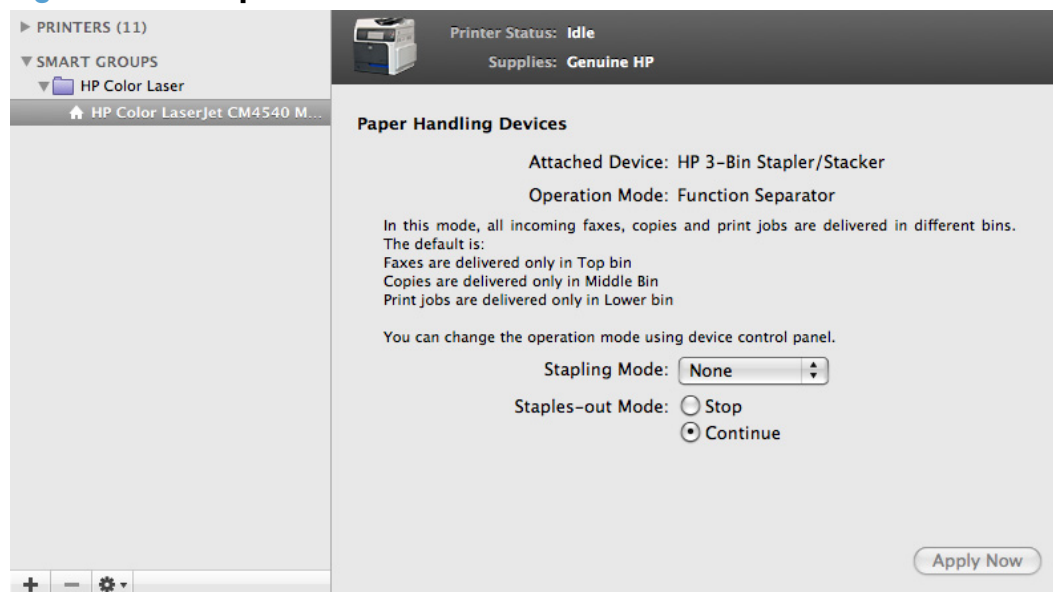 PRINTERS (11)
SMART GROUPS
HP Color Laser
HP Color LaserJet CM4540 M...
Printer Status: Idle
Supplies: Genuine HP
Paper Handling Devices
Attached Device: HP 3-Bin Stapler/Stacker
Operation Mode: Function Separator
In this mode, all incoming faxes, copies and print jobs are delivered in different bins.
The default is:
Faxes are delivered only in Top bin
Copies are delivered only in Middle Bin
Print jobs are delivered only in Lower bin
You can change the operation mode using device control panel.
Stapling Mode: None
Staples-out Mode: Stop
Continue
Apply Now